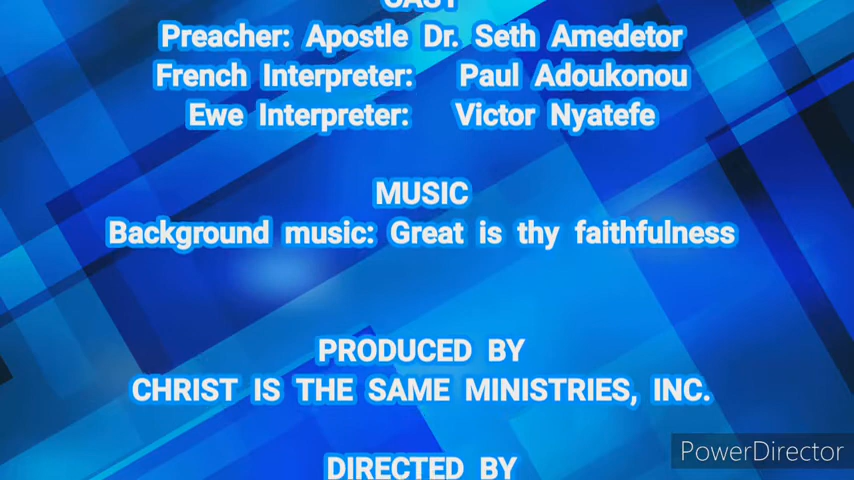 CAST
Preacher: Apostle Dr. Seth Amedetor
French Interpreter: Paul Adoukonou
Ewe Interpreter: Victor Nyatefe
MUSIC
Background music: Great is thy faithfulness
PRODUCED BY
CHRIST IS THE SAME MINISTRIES, INC.
DIRECTED BY
PowerDirector